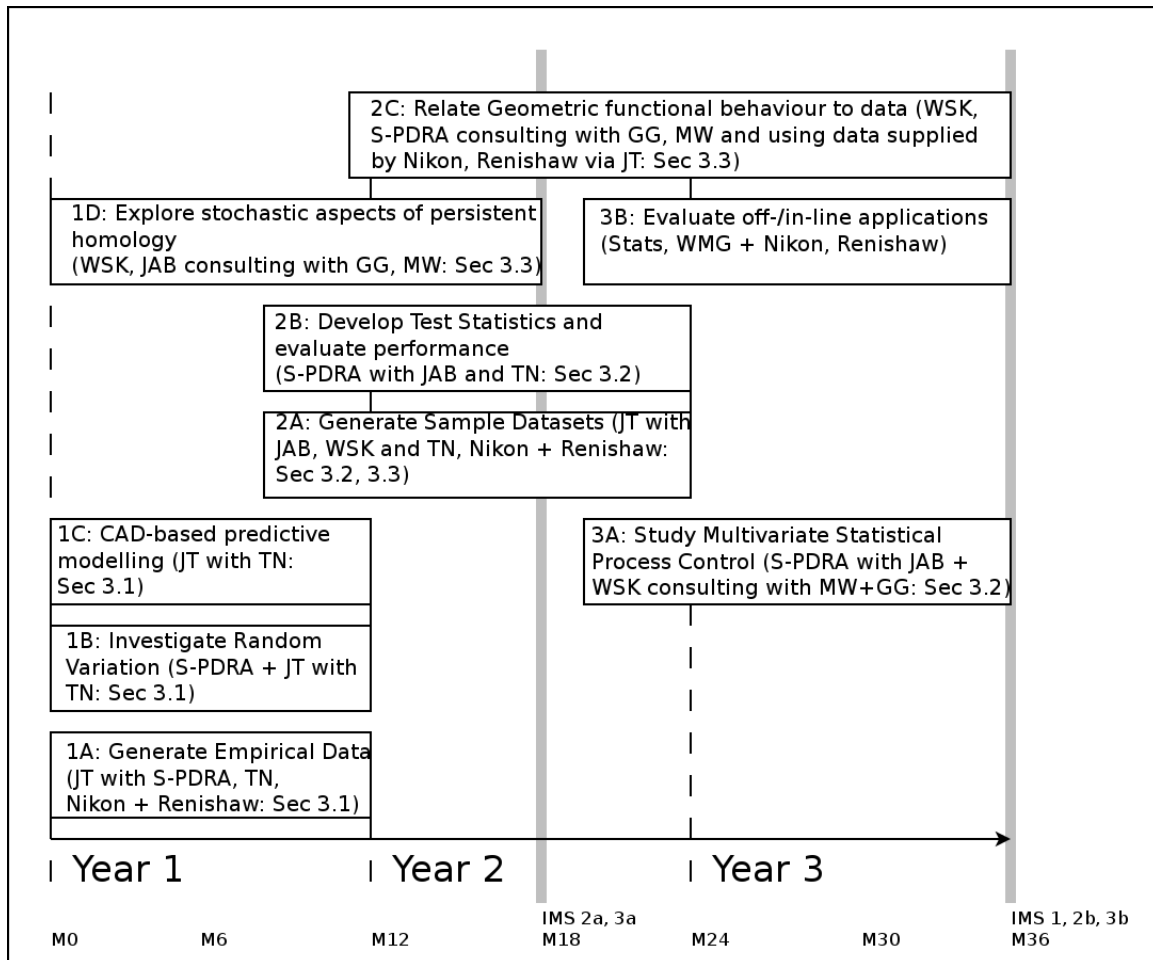 2C: Relate Geometric functional behaviour to data (WSK,
S-PDRA consulting with GG, MW and using data supplied
by Nikon, Renishaw via JT: Sec 3.3)
1D: Explore stochastic aspects of persistent
homology
(WSK, JAB consulting with GG, MW: Sec 3.3)
3B: Evaluate off-/in-line applications
(Stats, WMG + Nikon, Renishaw)
2B: Develop Test Statistics and
evaluate performance
(S-PDRA with JAB and TN: Sec 3.2)
2A: Generate Sample Datasets (JT with
JAB, WSK and TN, Nikon + Renishaw:
Sec 3.2, 3.3)
1C: CAD-based predictive
modelling (JT with TN:
Sec 3.1)
3A: Study Multivariate Statistical
Process Control (S-PDRA with JAB +
WSK consulting with MW+GG: Sec 3.2)
1B: Investigate Random
Variation (S-PDRA + JT with
TN: Sec 3.1)
1A: Generate Empirical Data
(JT with S-PDRA, TN,
Nikon + Renishaw: Sec 3.1)
Year 1 Year 2 Year 3
IMS 2a, 3a IMS 1, 2b, 3b
M0 M6 M12 M18 M24 M30 M36